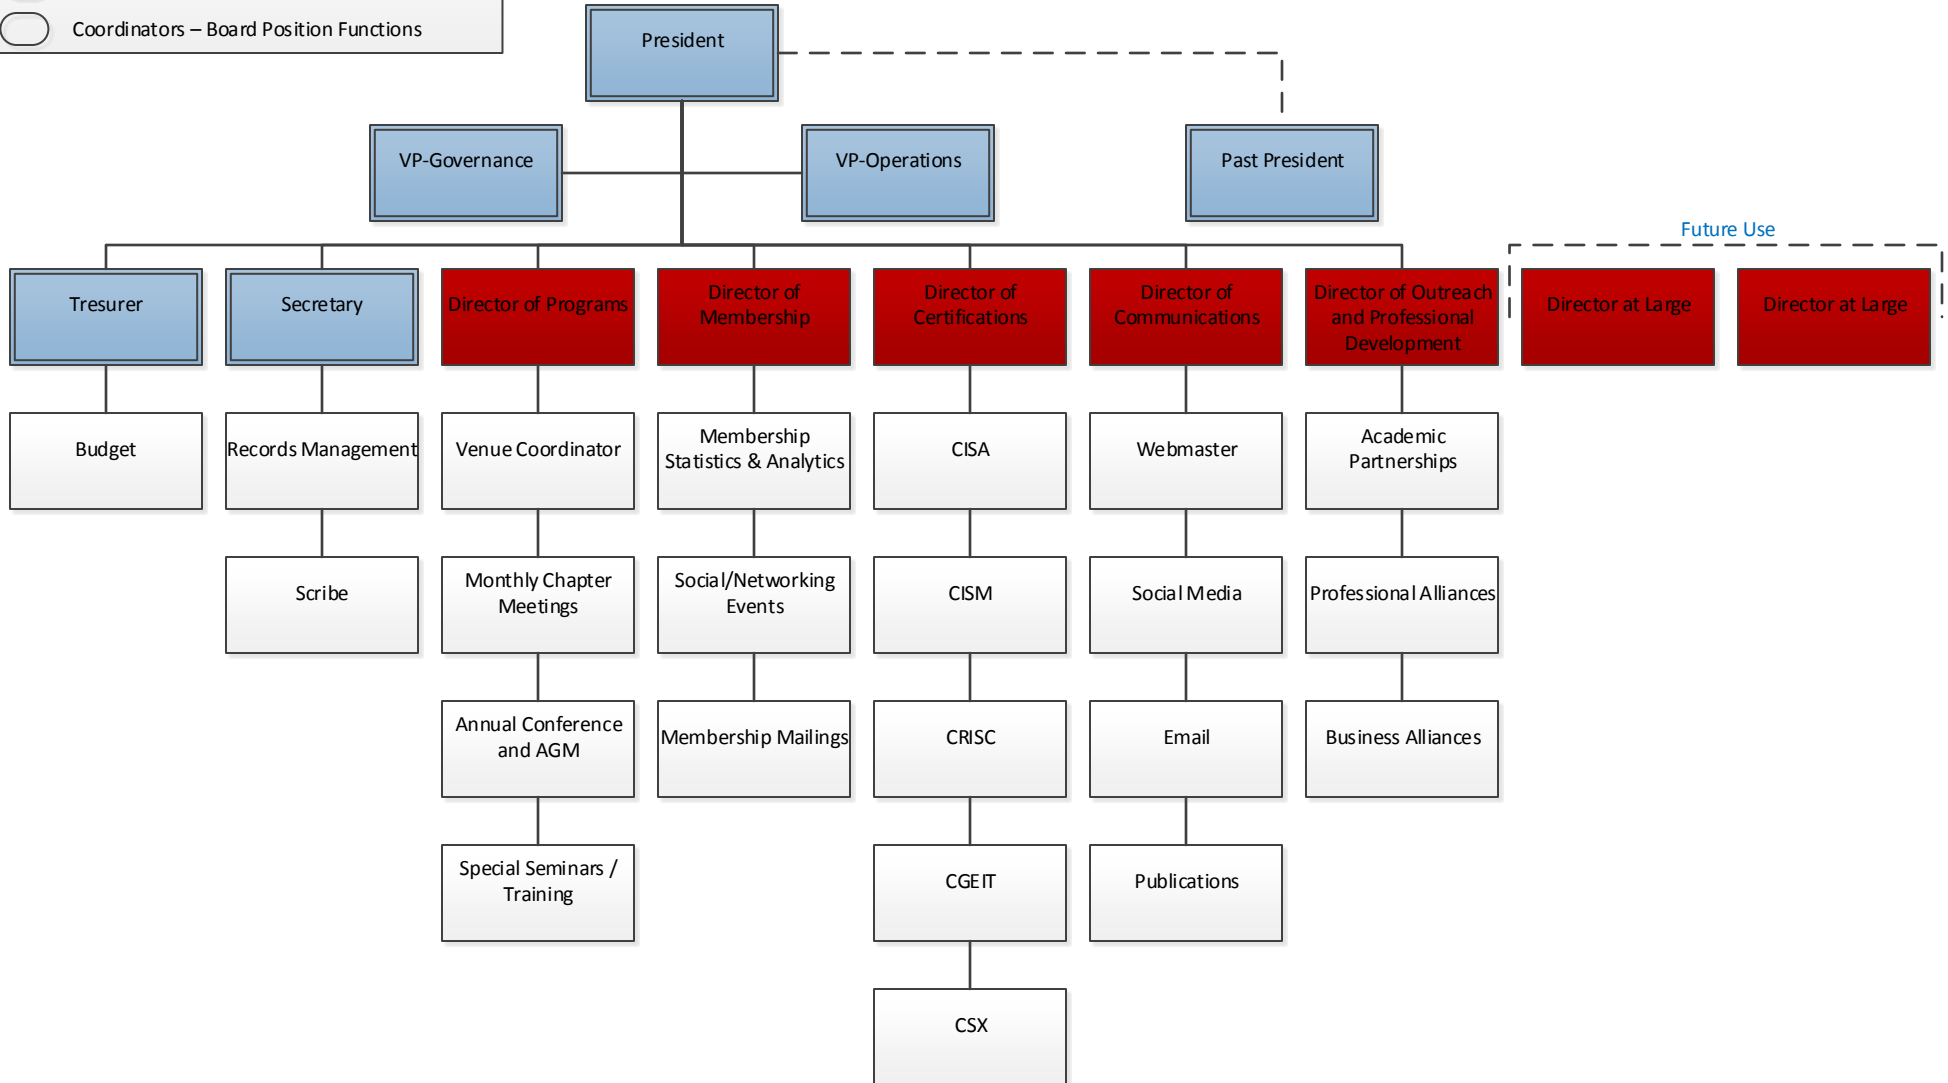 Coordinators – Board Position Functions
President
VP-Governance
VP-Operations
Past President
Future Use
Tresurer
Secretary
Director of Programs
Director of
Membership
Director of
Certifications
Director of
Communications
Director of Outreach
and Professional
Development
Director at Large
Director at Large
Budget
Records Management
Venue Coordinator
Membership
Statistics & Analytics
CISA
Webmaster
Academic
Partnerships
Scribe
Monthly Chapter
Meetings
Social/Networking
Events
CISM
Social Media
Professional Alliances
Annual Conference
and AGM
Membership Mailings
CRISC
Email
Business Alliances
Special Seminars /
Training
CGEIT
Publications
CSX